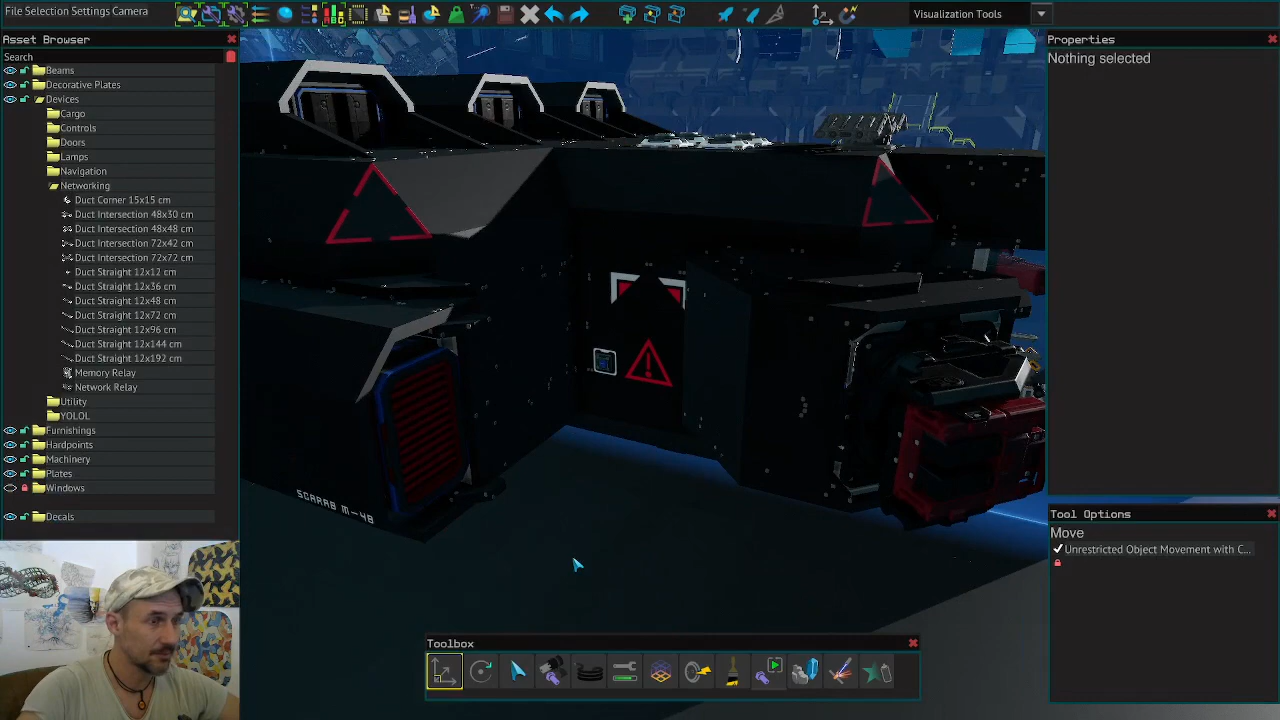 File Selection Settings Camera
Visualization Tools
Asset Browser
Search
Beams
Decorative Plates
Devices
Cargo
Controls
Doors
Lamps
Navigation
Networking
Duct Corner 15x15 cm
Duct Intersection 48x30 cm
Duct Intersection 48x48 cm
Duct Intersection 72x42 cm
Duct Intersection 72x72 cm
Duct Straight 12x12 cm
Duct Straight 12x36 cm
Duct Straight 12x48 cm
Duct Straight 12x72 cm
Duct Straight 12x96 cm
Duct Straight 12x144 cm
Duct Straight 12x192 cm
Memory Relay
Network Relay
Utility
YOLOL
Furnishings
Hardpoints
Machinery
Plates
Windows
Decals
SCARAB M-48
Toolbox
Properties
Nothing selected
Tool Options
Move
Unrestricted Object Movement with C...